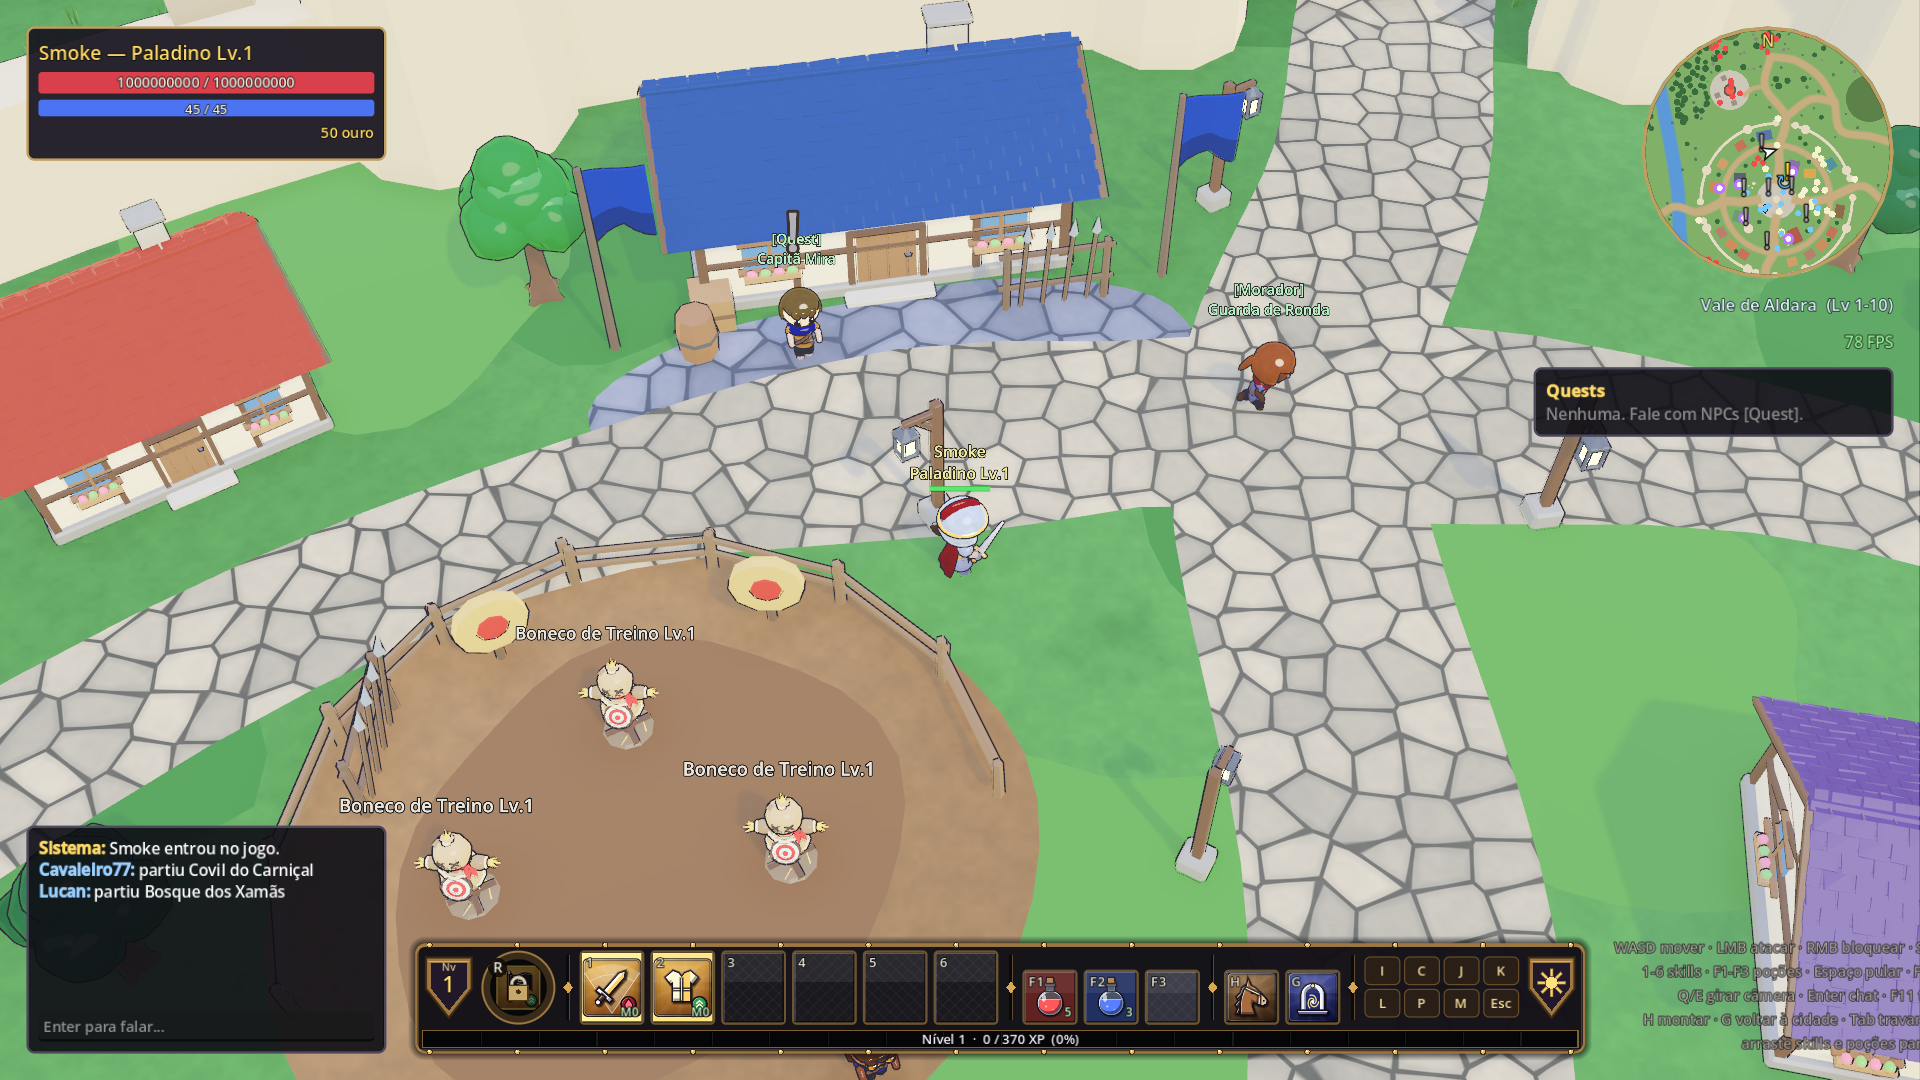 Smoke — Paladino Lv.1
1000000000 / 1000000000
45 / 45
50 ouro
N
Vale de Aldara (Lv 1-10)
78 FPS
Quests
Nenhuma. Fale com NPCs [Quest].
[Quest]
Capitã Mira
[Morador]
Guarda de Ronda
Smoke
Paladino Lv.1
Boneco de Treino Lv.1
Boneco de Treino Lv.1
Boneco de Treino Lv.1
Sistema: Smoke entrou no jogo.
Cavaleiro77: partiu Covil do Carniçal
Lucan: partiu Bosque dos Xamãs
Enter para falar...
Nv
1
R
1
M0
2
M0
3
4
5
6
F1
5
F2
3
F3
H
G
I
C
J
K
L
P
M
Esc
Nível 1 · 0 / 370 XP (0%)
WASD mover · LMB atacar · RMB bloquear ·
1-6 skills · F1-F3 poções · Espaço pular ·
Q/E girar câmera · Enter chat · F11
H montar · G voltar à cidade · Tab
arraste skills e poções